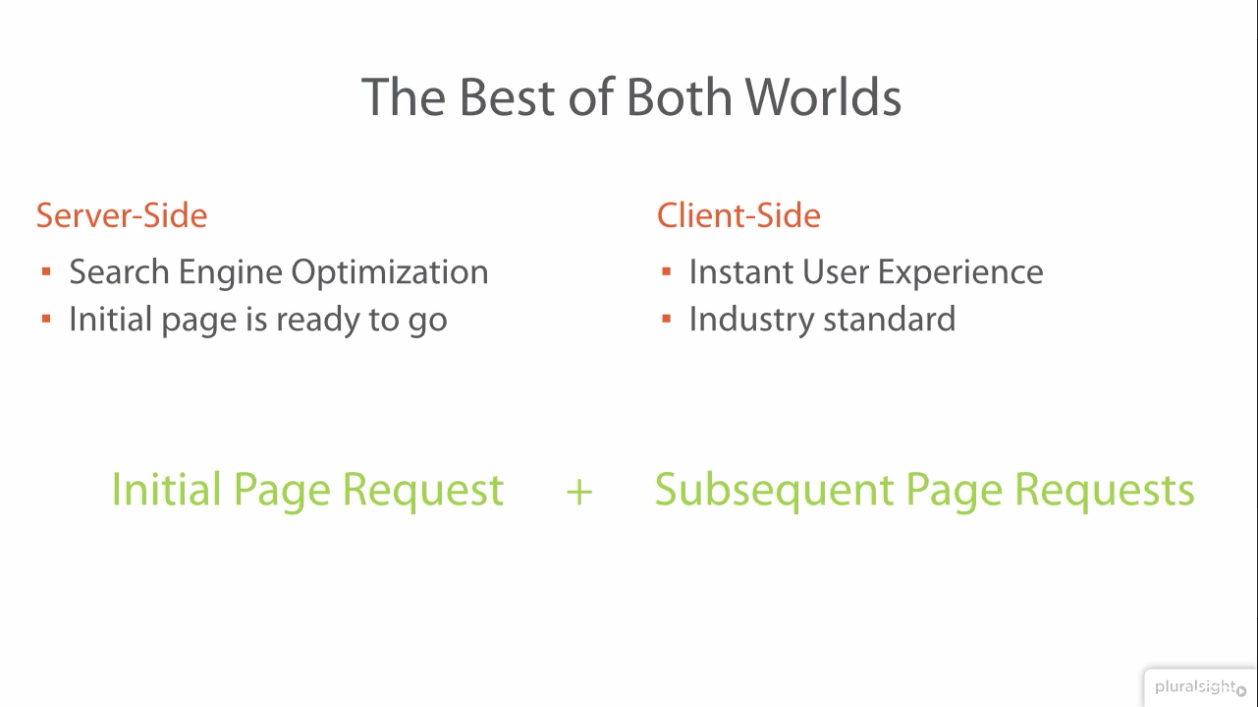 The Best of Both Worlds
Server-Side
▪ Search Engine Optimization
▪ Initial page is ready to go
Client-Side
▪ Instant User Experience
▪ Industry standard
Initial Page Request + Subsequent Page Requests
pluralsight